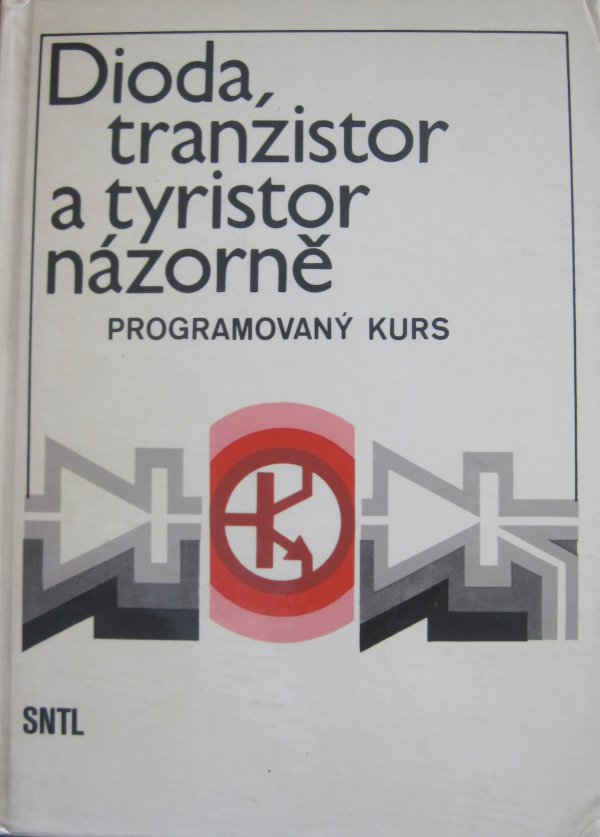 Dioda,
tranzistor
a tyristor
názorně
PROGRAMOVANÝ KURS
SNTL